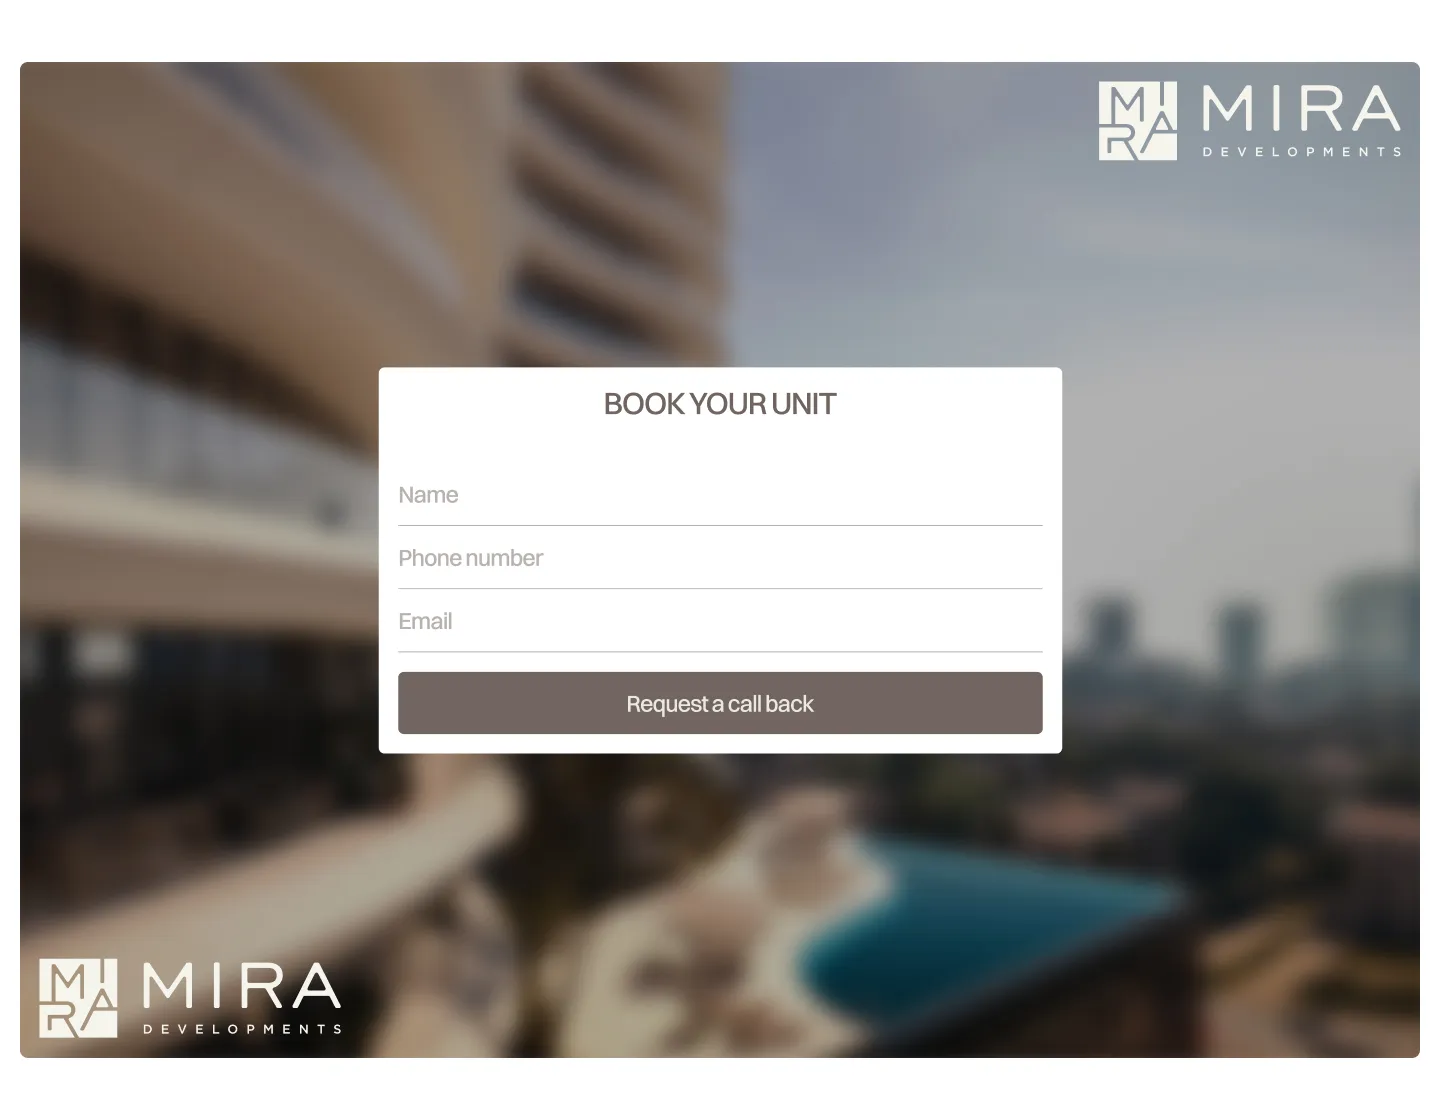 MIRA
MIRA
DEVELOPMENTS
BOOK YOUR UNIT
Name
Phone number
Email
Request a call back
MIRA
MIRA
DEVELOPMENTS